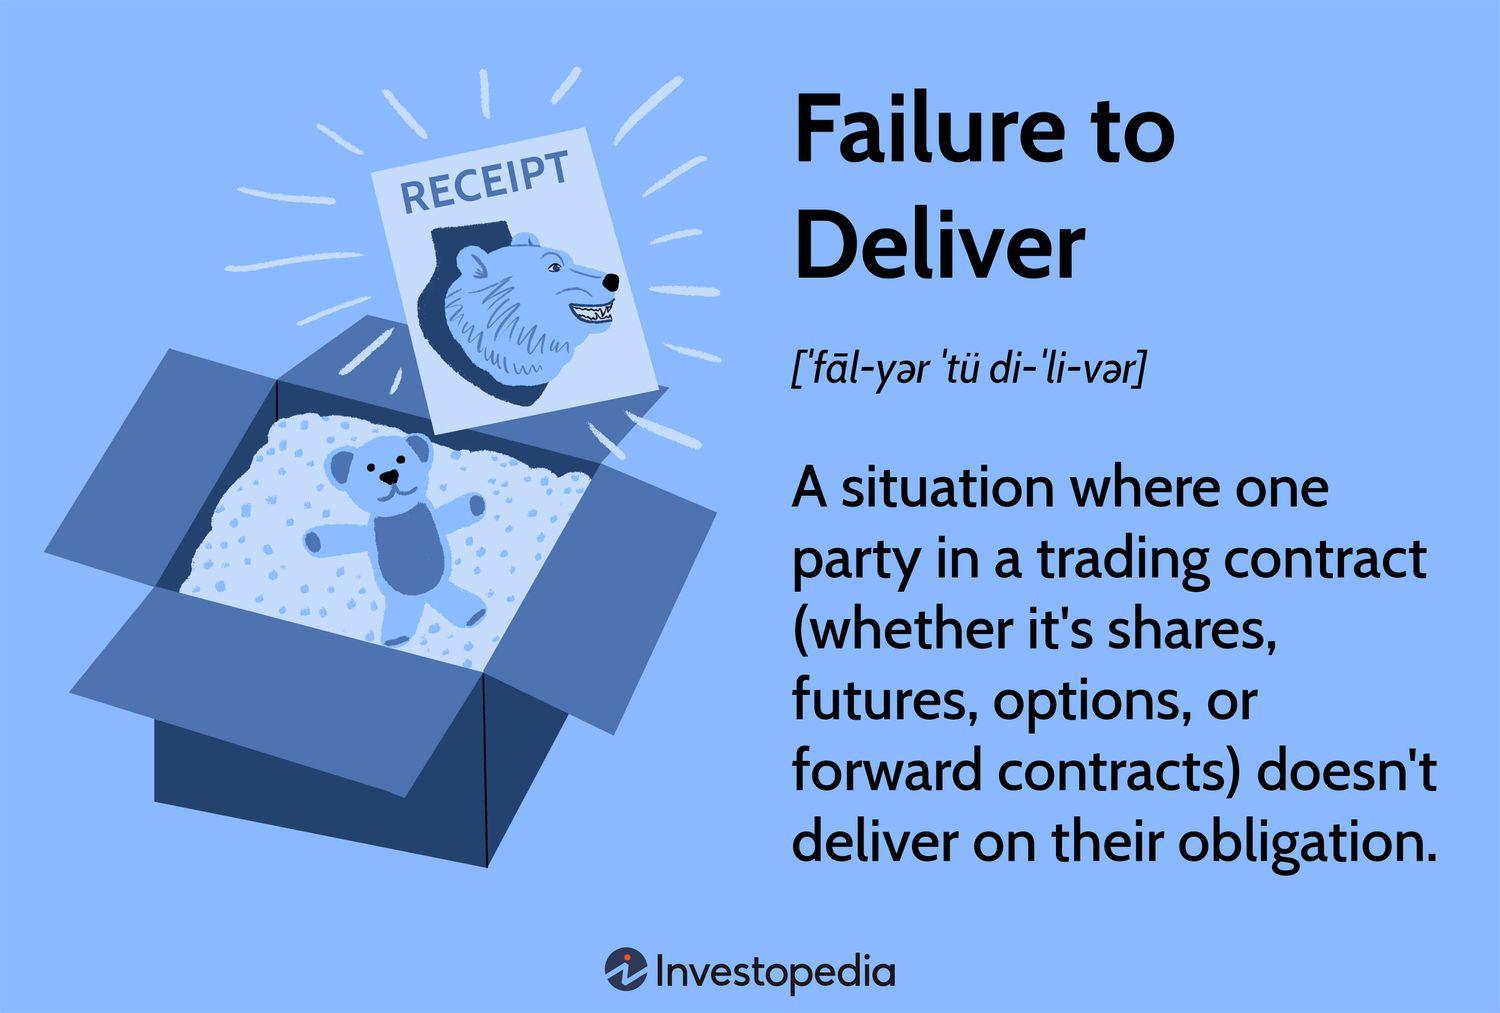 RECEIPT
Failure to
Deliver
[ˈfāl-yər ˈtü di-ˈli-vər]
A situation where one
party in a trading contract
(whether it's shares,
futures, options, or
forward contracts) doesn't
deliver on their obligation.
Investopedia